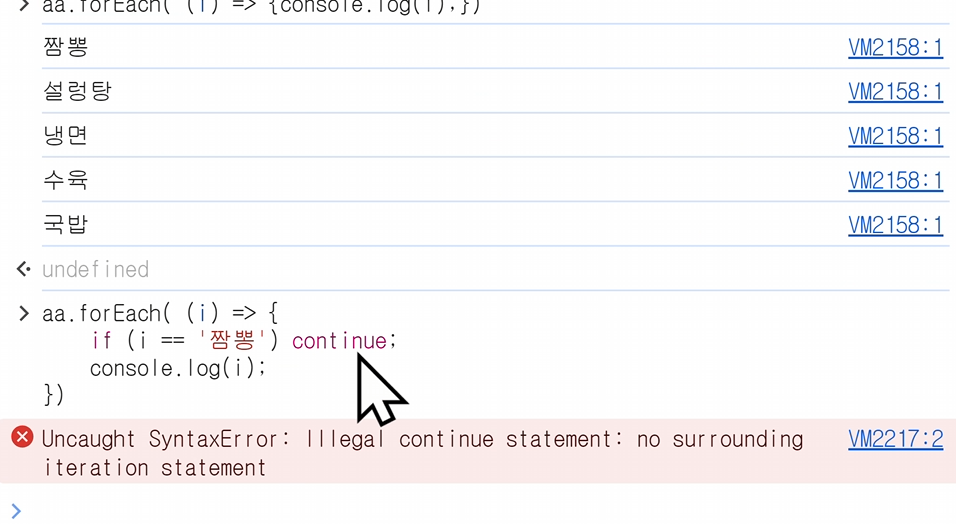 aa.forEach( (i) => {console.log(i);})
짬뽕 VM2158:1
설렁탕 VM2158:1
냉면 VM2158:1
수육 VM2158:1
국밥 VM2158:1
undefined
aa.forEach( (i) => {
if (i == '짬뽕') continue;
console.log(i);
})
Uncaught SyntaxError: Illegal continue statement: no surrounding VM2217:2
iteration statement